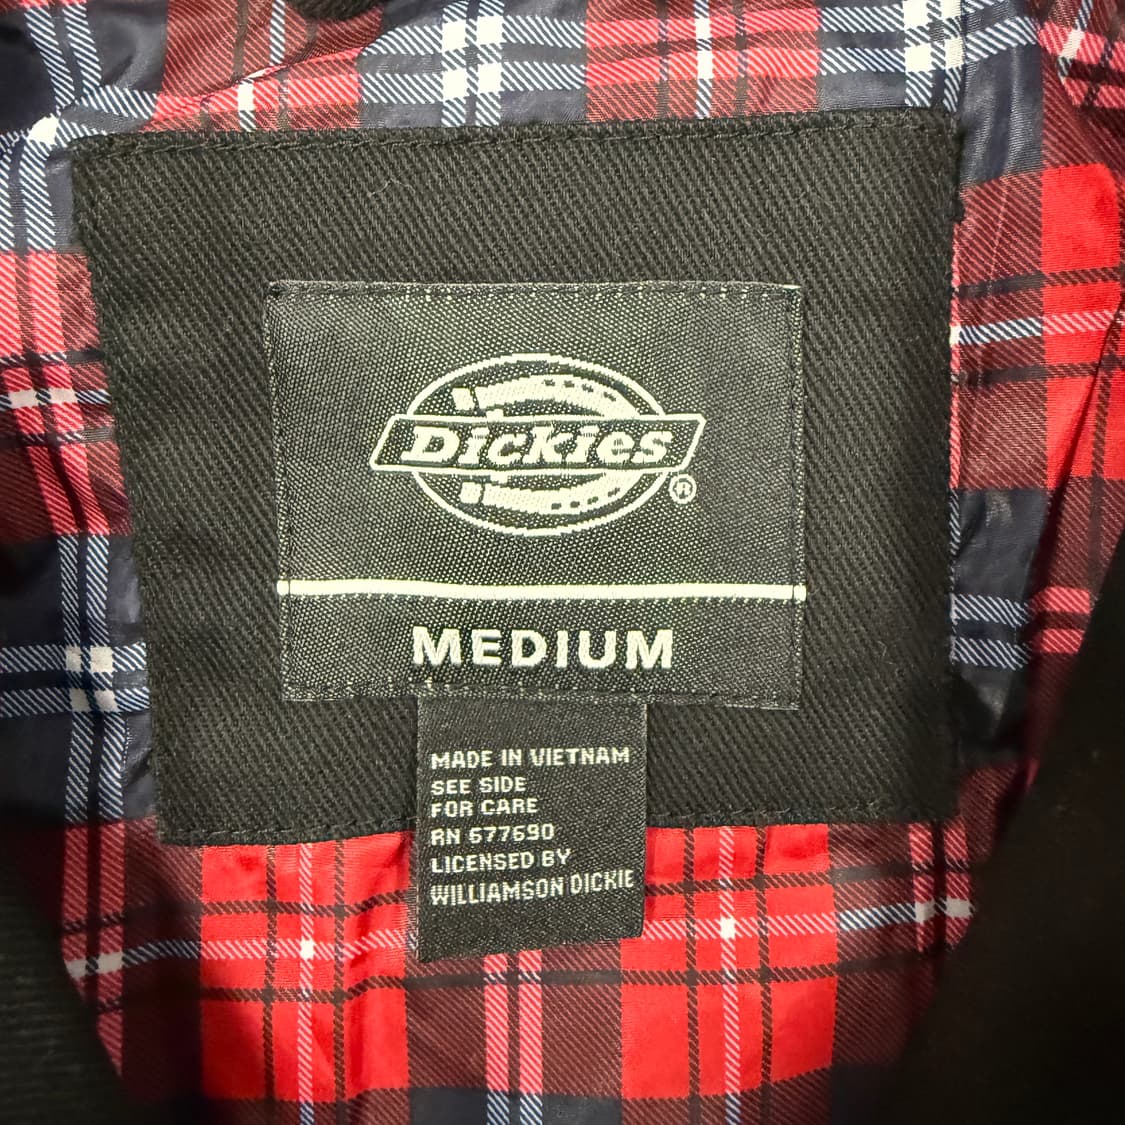 Dickies®
MEDIUM
MADE IN VIETNAM
SEE SIDE
FOR CARE
RN 677690
LICENSED BY
WILLIAMSON DICKIE